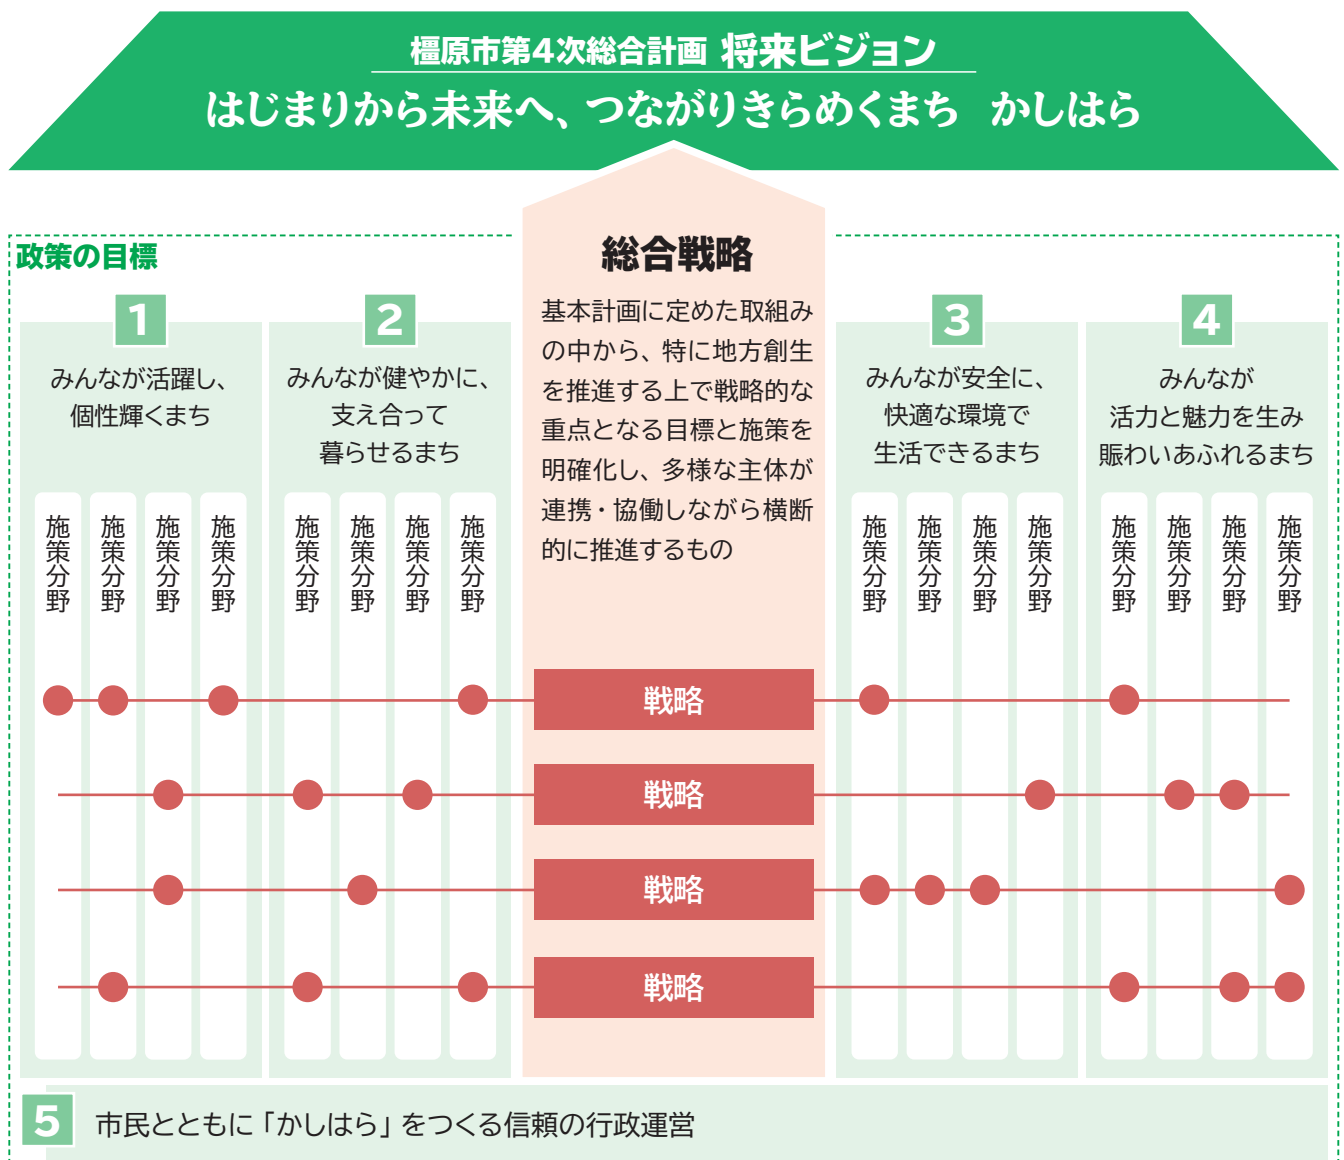 橿原市第4次総合計画 将来ビジョン
はじまりから未来へ、つながりきらめくまち かしはら
政策の目標
1
みんなが活躍し、
個性輝くまち
施策分野
施策分野
施策分野
施策分野
2
みんなが健やかに、
支え合って
暮らせるまち
施策分野
施策分野
施策分野
施策分野
総合戦略
基本計画に定めた取組み
の中から、特に地方創生
を推進する上で戦略的な
重点となる目標と施策を
明確化し、多様な主体が
連携・協働しながら横断
的に推進するもの
戦略
戦略
戦略
戦略
3
みんなが安全に、
快適な環境で
生活できるまち
施策分野
施策分野
施策分野
施策分野
4
みんなが
活力と魅力を生み
賑わいあふれるまち
施策分野
施策分野
施策分野
施策分野
5
市民とともに「かしはら」をつくる信頼の行政運営